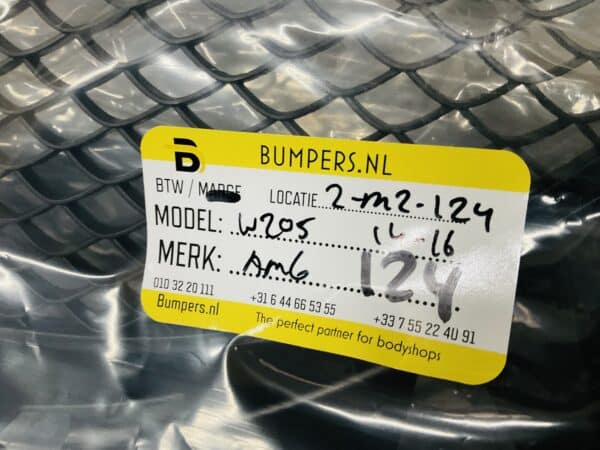 B BUMPERS.NL
BTW / MARGE LOCATIE 2-m2-124
MODEL: W205 14-16
MERK: AMG 124
010 32 20 111 +31 6 44 66 53 55 +33 7 55 22 40 91
Bumpers.nl The perfect partner for bodyshops